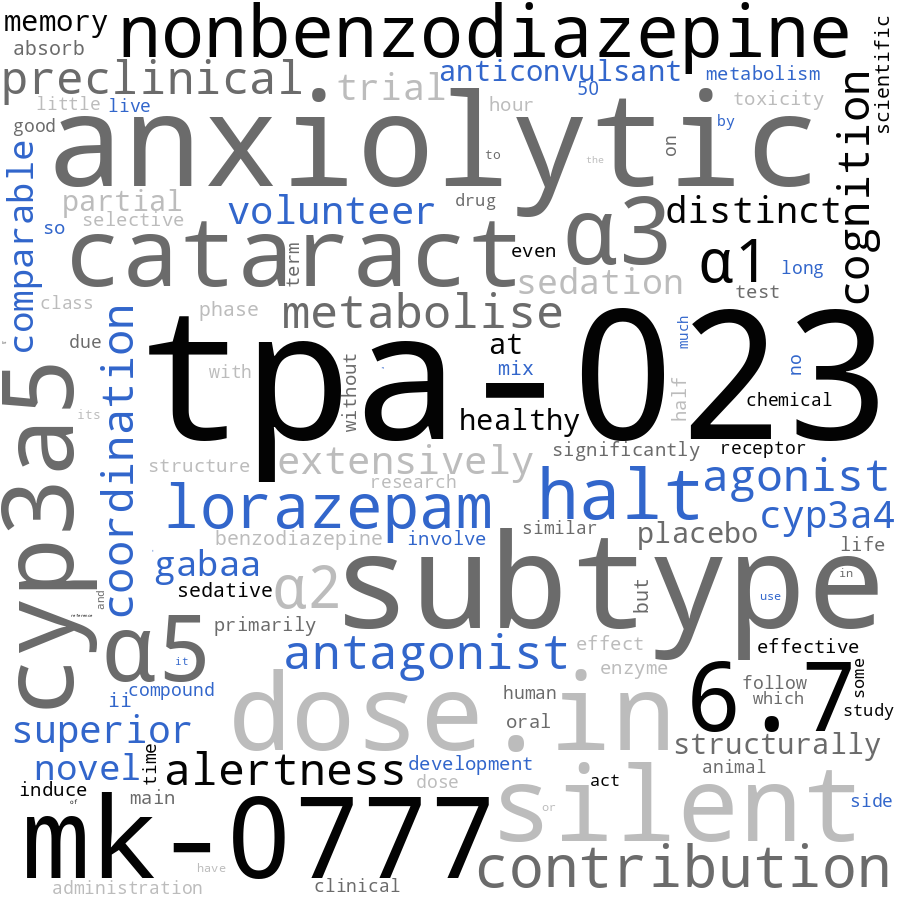 memory
nonbenzodiazepine
absorb
preclinical
trial
anticonvulsant
metabolism
scientific
50
little
live
hour
toxicity
good
anxiolytic
by
cognition
on
to
the
comparable
partial
selective
volunteer
drug
α3
distinct
so
cataract
term
even
α1
long
sedation
test
class
phase
metabolise
due
coordination
tpa-023
at
mix
much
no
with
without
half
chemical
its
healthy
cyp3a5
structure
extensively
significantly
receptor
research
lorazepam
halt
agonist
cyp3a4
benzodiazepine
involve
similar
placebo
life
gabaa
sedative
α2
subtype
in
but
use
and
reference
α5
primarily
it
antagonist
effect
effective
enzyme
compound
ii
dose.in
human
6.7
follow
which
some
study
oral
superior
structurally
novel
time
alertness
development
animal
dose
act
induce
main
of
mk-0777
silent
or
side
contribution
have
administration
clinical